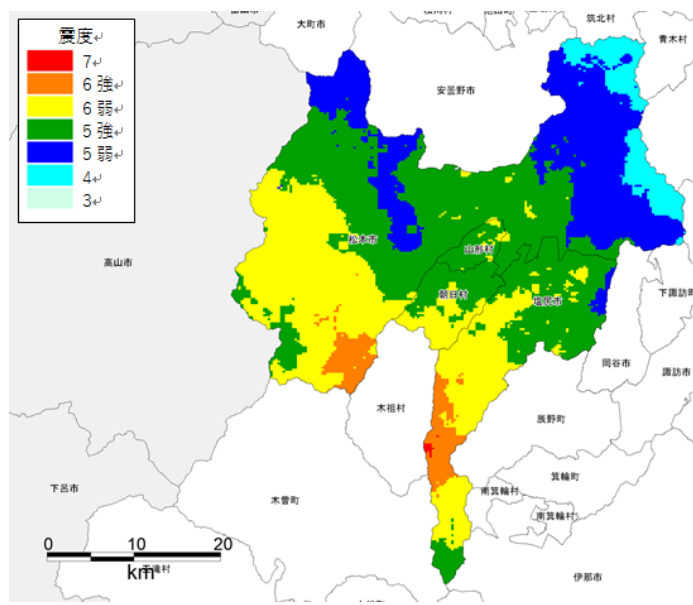 大町市
筑北村
青木村
震度↵
7↵
6 強↵
6 弱↵
5 強↵
5 弱↵
4↵
3↵
安曇野市
松本市
山形村
高山市
朝日村
塩尻市
下諏訪町
岡谷市
諏訪市
木祖村
辰野町
下呂市
木曽町
南箕輪村
箕輪町
南箕輪村
伊那市
0 10 20
km
王滝村